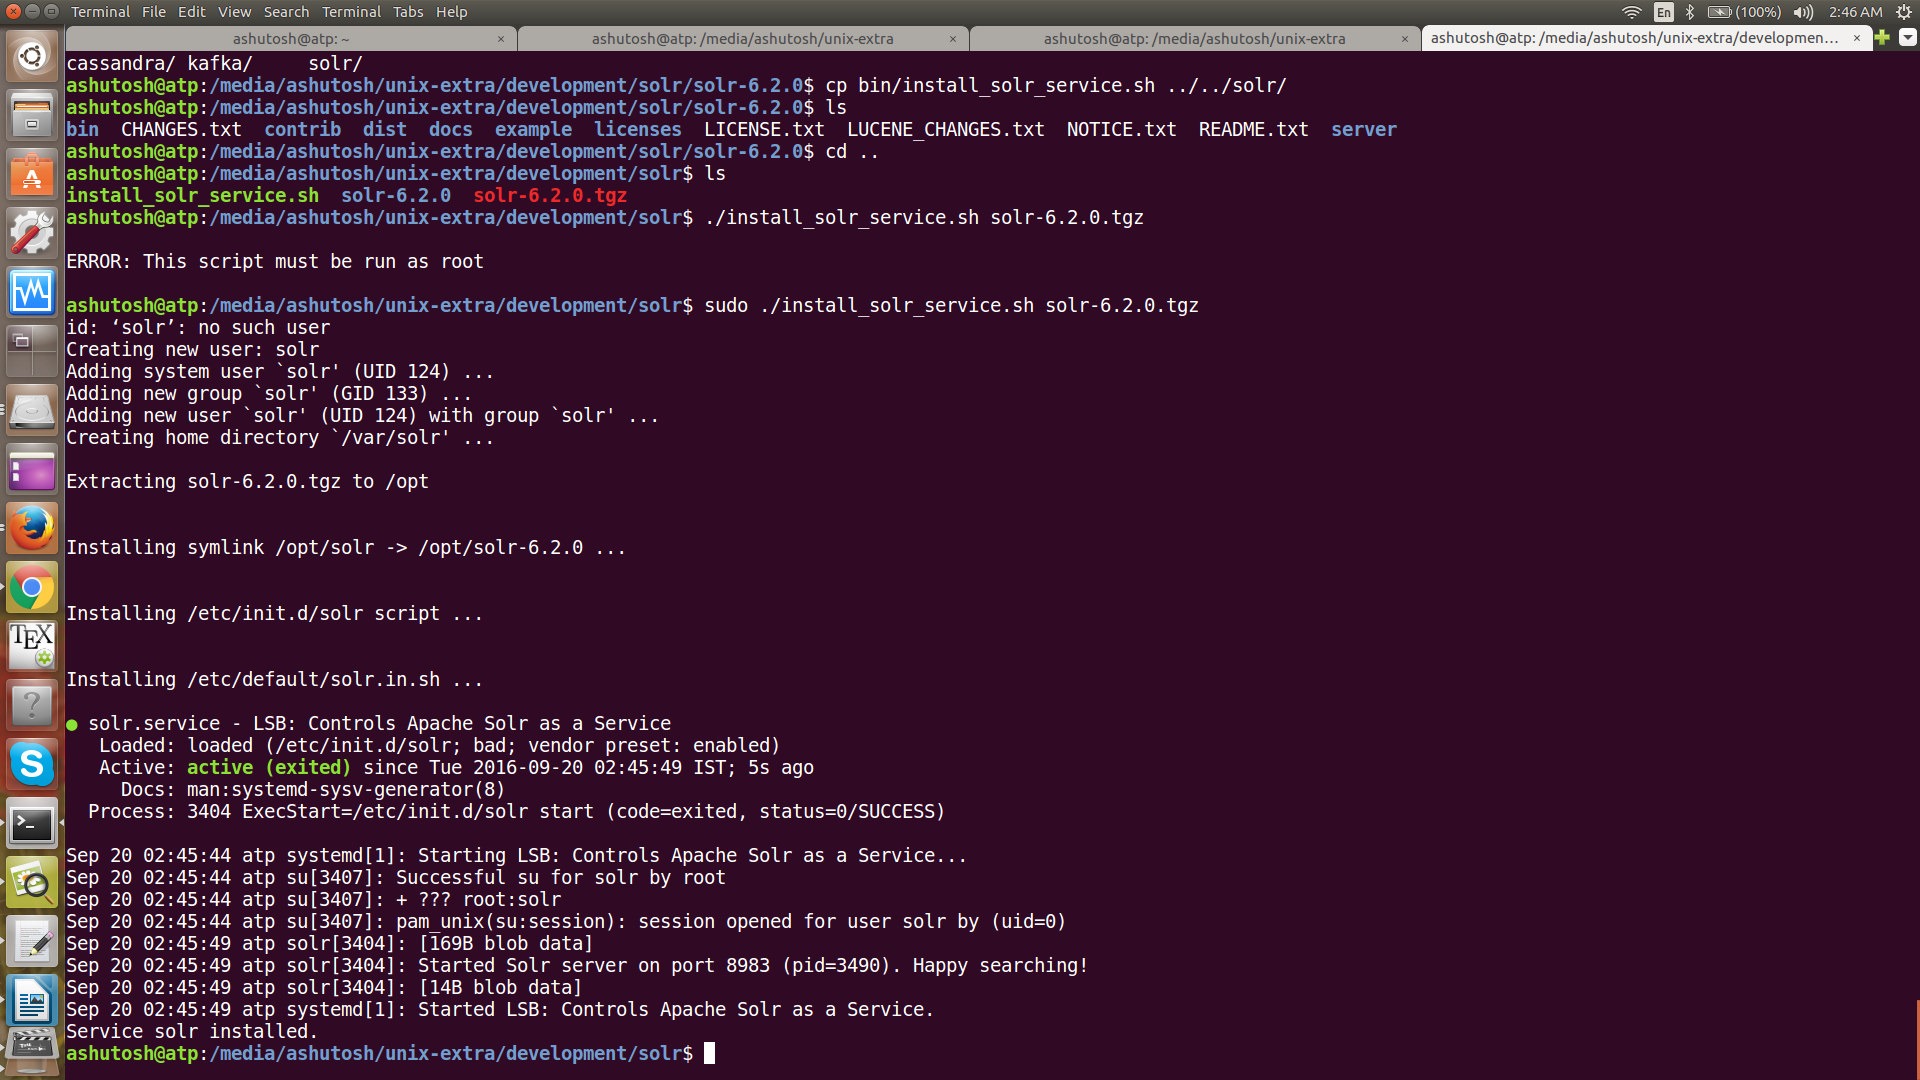 Terminal File Edit View Search Terminal Tabs Help En (100%) 2:46 AM
ashutosh@atp: ~ × ashutosh@atp: /media/ashutosh/unix-extra × ashutosh@atp: /media/ashutosh/unix-extra × ashutosh@atp: /media/ashutosh/unix-extra/developmen... ×
cassandra/ kafka/     solr/
ashutosh@atp:/media/ashutosh/unix-extra/development/solr/solr-6.2.0$ cp bin/install_solr_service.sh ../../solr/
ashutosh@atp:/media/ashutosh/unix-extra/development/solr/solr-6.2.0$ ls
bin  CHANGES.txt  contrib  dist  docs  example  licenses  LICENSE.txt  LUCENE_CHANGES.txt  NOTICE.txt  README.txt  server
ashutosh@atp:/media/ashutosh/unix-extra/development/solr/solr-6.2.0$ cd ..
ashutosh@atp:/media/ashutosh/unix-extra/development/solr$ ls
install_solr_service.sh  solr-6.2.0  solr-6.2.0.tgz
ashutosh@atp:/media/ashutosh/unix-extra/development/solr$ ./install_solr_service.sh solr-6.2.0.tgz
ERROR: This script must be run as root
ashutosh@atp:/media/ashutosh/unix-extra/development/solr$ sudo ./install_solr_service.sh solr-6.2.0.tgz
id: ‘solr’: no such user
Creating new user: solr
Adding system user `solr' (UID 124) ...
Adding new group `solr' (GID 133) ...
Adding new user `solr' (UID 124) with group `solr' ...
Creating home directory `/var/solr' ...
Extracting solr-6.2.0.tgz to /opt
Installing symlink /opt/solr -> /opt/solr-6.2.0 ...
Installing /etc/init.d/solr script ...
Installing /etc/default/solr.in.sh ...
● solr.service - LSB: Controls Apache Solr as a Service
   Loaded: loaded (/etc/init.d/solr; bad; vendor preset: enabled)
   Active: active (exited) since Tue 2016-09-20 02:45:49 IST; 5s ago
     Docs: man:systemd-sysv-generator(8)
  Process: 3404 ExecStart=/etc/init.d/solr start (code=exited, status=0/SUCCESS)
Sep 20 02:45:44 atp systemd[1]: Starting LSB: Controls Apache Solr as a Service...
Sep 20 02:45:44 atp su[3407]: Successful su for solr by root
Sep 20 02:45:44 atp su[3407]: + ??? root:solr
Sep 20 02:45:44 atp su[3407]: pam_unix(su:session): session opened for user solr by (uid=0)
Sep 20 02:45:49 atp solr[3404]: [169B blob data]
Sep 20 02:45:49 atp solr[3404]: Started Solr server on port 8983 (pid=3490). Happy searching!
Sep 20 02:45:49 atp solr[3404]: [14B blob data]
Sep 20 02:45:49 atp systemd[1]: Started LSB: Controls Apache Solr as a Service.
Service solr installed.
ashutosh@atp:/media/ashutosh/unix-extra/development/solr$
TEX